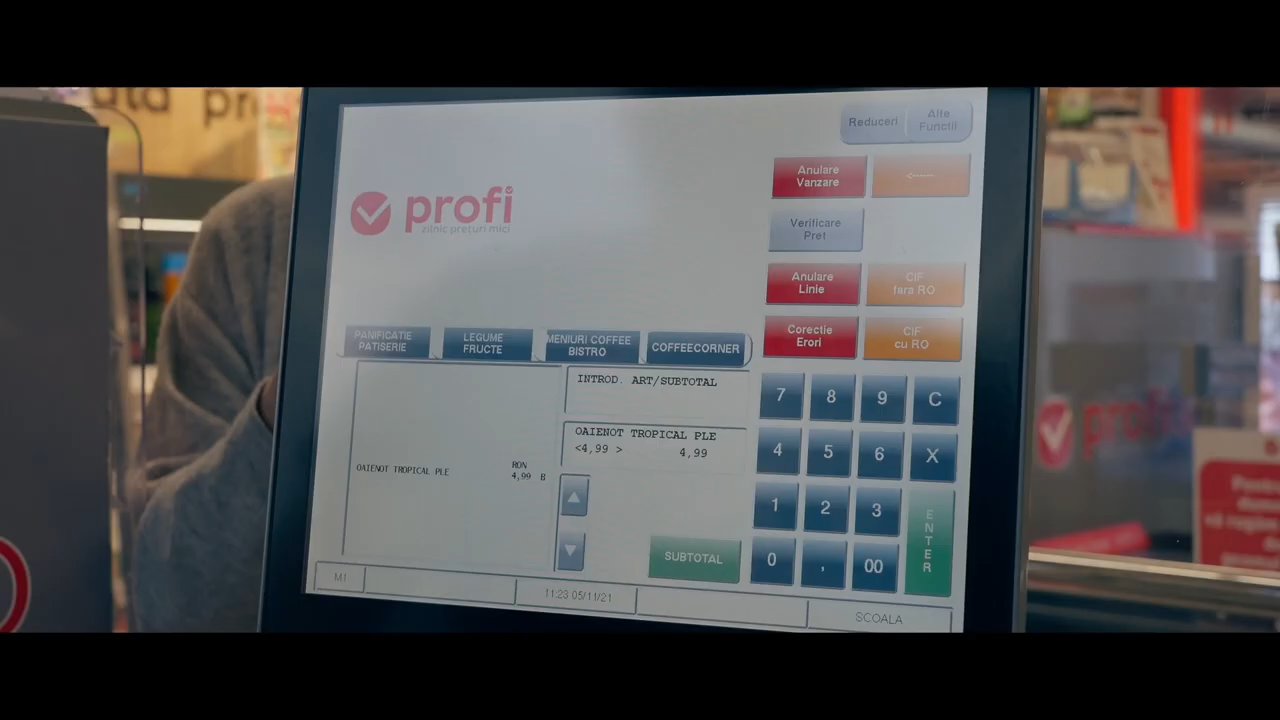 Reduceri
Alte
Functii
Anulare
Vanzare
<-----
profi
zilnic prețuri mici
Verificare
Pret
Anulare
Linie
CIF
fara RO
Corectie
Erori
CIF
cu RO
PANIFICATIE
PATISERIE
LEGUME
FRUCTE
MENIURI COFFEE
BISTRO
COFFEECORNER
INTROD. ART/SUBTOTAL
OAIENOT TROPICAL PLE
<4,99 > 4,99
RON
OAIENOT TROPICAL PLE 4,99 B
7 8 9 C
4 5 6 X
1 2 3
0 , 00
ENTER
SUBTOTAL
M1
11:23 05/11/21
SCOALA
profi